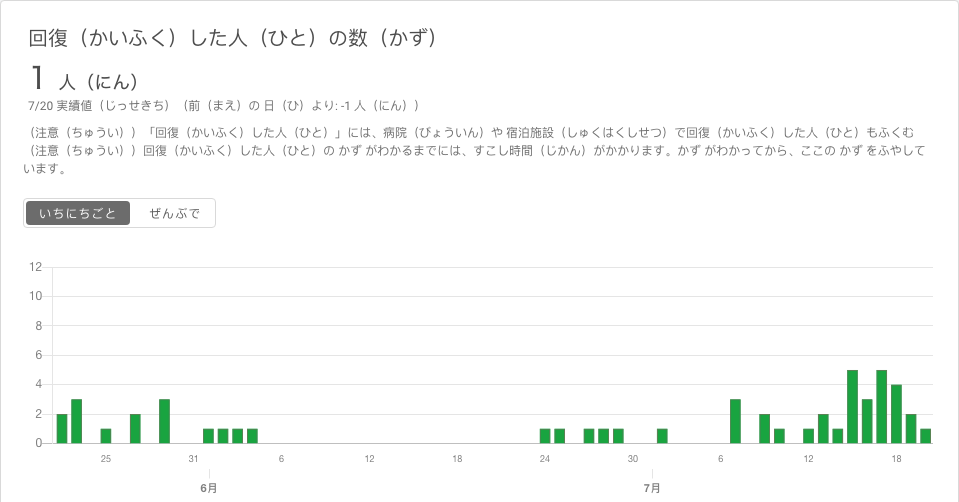 回復（かいふく）した人（ひと）の数（かず）
1 人（にん）
7/20 実績値（じっせきち）（前（まえ）の 日（ひ）より: -1 人（にん））
（注意（ちゅうい））「回復（かいふく）した人（ひと）」には、病院（びょういん）や 宿泊施設（しゅくはくしせつ）で回復（かいふく）した人（ひと）もふくむ
（注意（ちゅうい））回復（かいふく）した人（ひと）の かず がわかるまでには、すこし時間（じかん）がかかります。かず がわかってから、ここの かず をふやして
います。
いちにちごと ぜんぶで
12
10
8
6
4
2
0
25 31 6 12 18 24 30 6 12 18
6月 7月